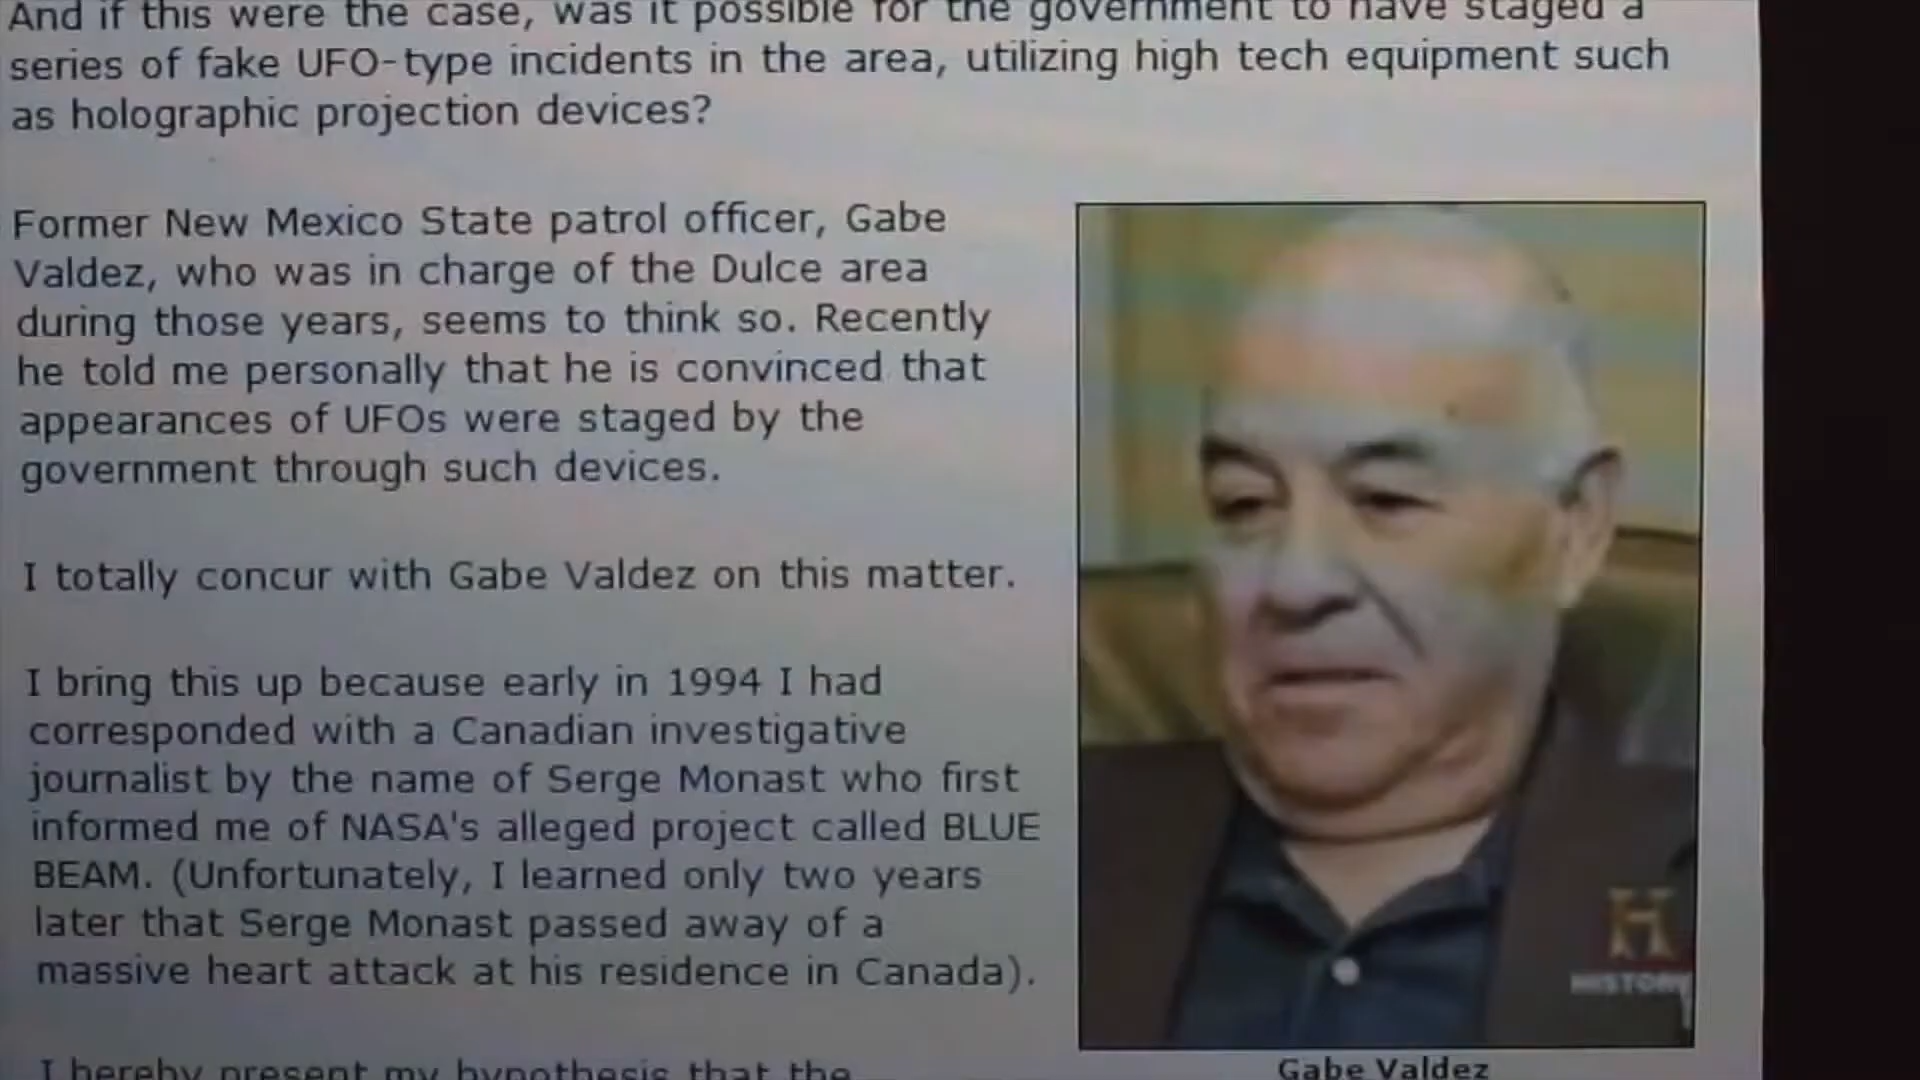 And if this were the case, was it possible for the government to have staged a
series of fake UFO-type incidents in the area, utilizing high tech equipment such
as holographic projection devices?
Former New Mexico State patrol officer, Gabe
Valdez, who was in charge of the Dulce area
during those years, seems to think so. Recently
he told me personally that he is convinced that
appearances of UFOs were staged by the
government through such devices.
I totally concur with Gabe Valdez on this matter.
I bring this up because early in 1994 I had
corresponded with a Canadian investigative
journalist by the name of Serge Monast who first
informed me of NASA's alleged project called BLUE
BEAM. (Unfortunately, I learned only two years
later that Serge Monast passed away of a
massive heart attack at his residence in Canada).
I hereby present my hypothesis that the
H
HISTORY
Gabe Valdez